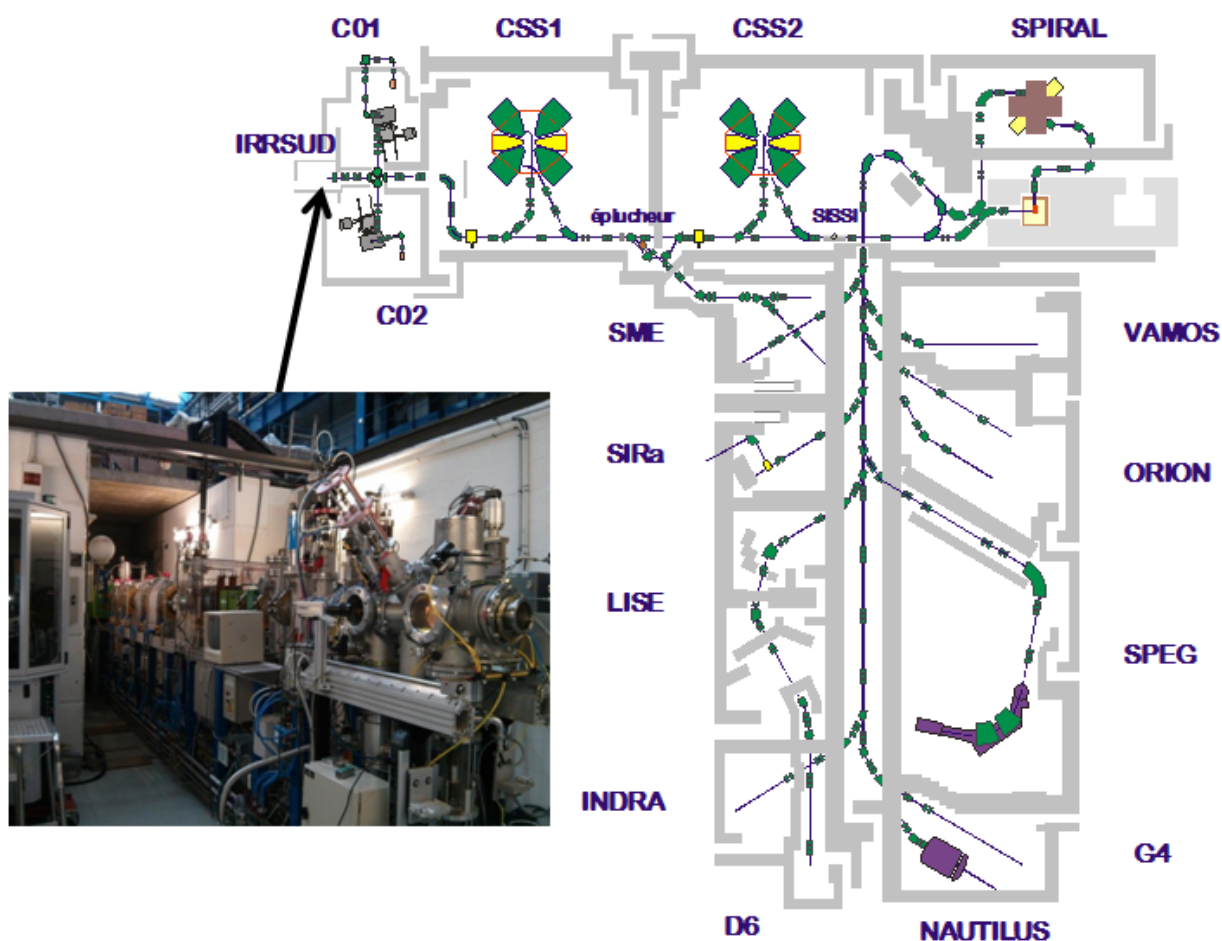 C01
CSS1
CSS2
SPIRAL
IRRSUD
éplucheur
SISSI
C02
SME
VAMOS
SIRa
ORION
LISE
SPEG
INDRA
G4
D6
NAUTILUS